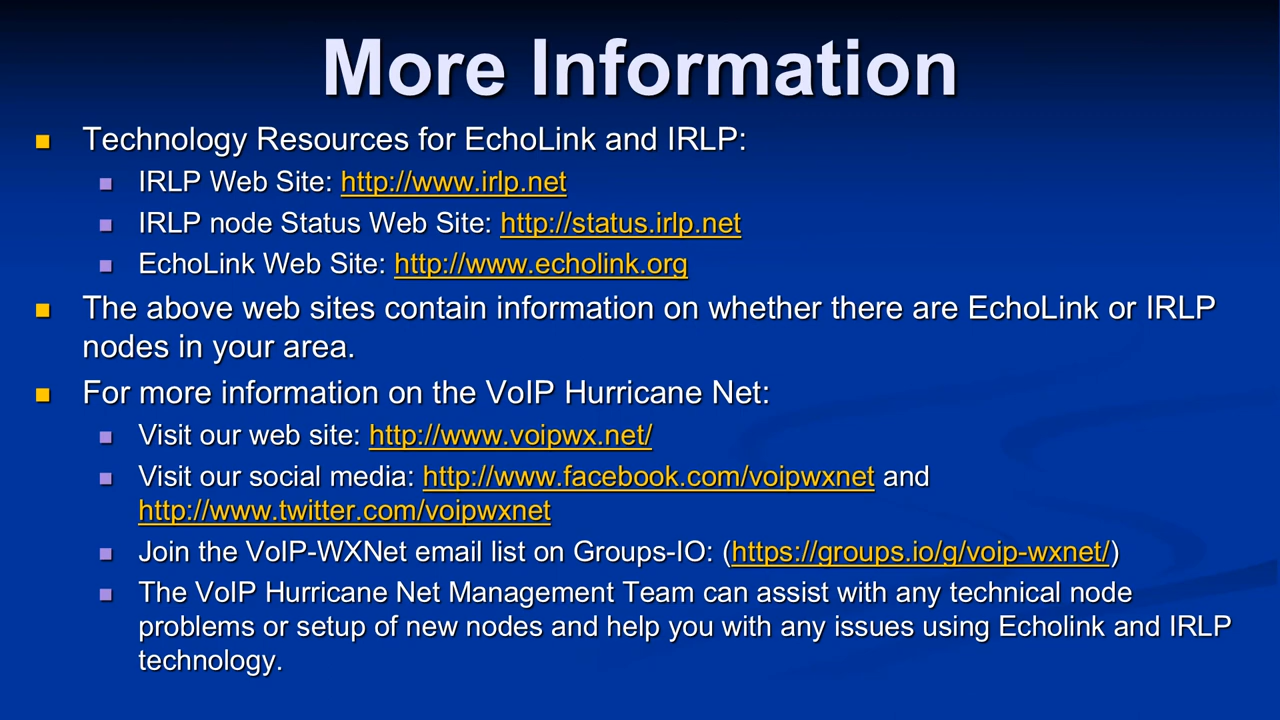 More Information
Technology Resources for EchoLink and IRLP:
IRLP Web Site: http://www.irlp.net
IRLP node Status Web Site: http://status.irlp.net
EchoLink Web Site: http://www.echolink.org
The above web sites contain information on whether there are EchoLink or IRLP
nodes in your area.
For more information on the VoIP Hurricane Net:
Visit our web site: http://www.voipwx.net/
Visit our social media: http://www.facebook.com/voipwxnet and
http://www.twitter.com/voipwxnet
Join the VoIP-WXNet email list on Groups-IO: (https://groups.io/g/voip-wxnet/)
The VoIP Hurricane Net Management Team can assist with any technical node
problems or setup of new nodes and help you with any issues using Echolink and IRLP
technology.